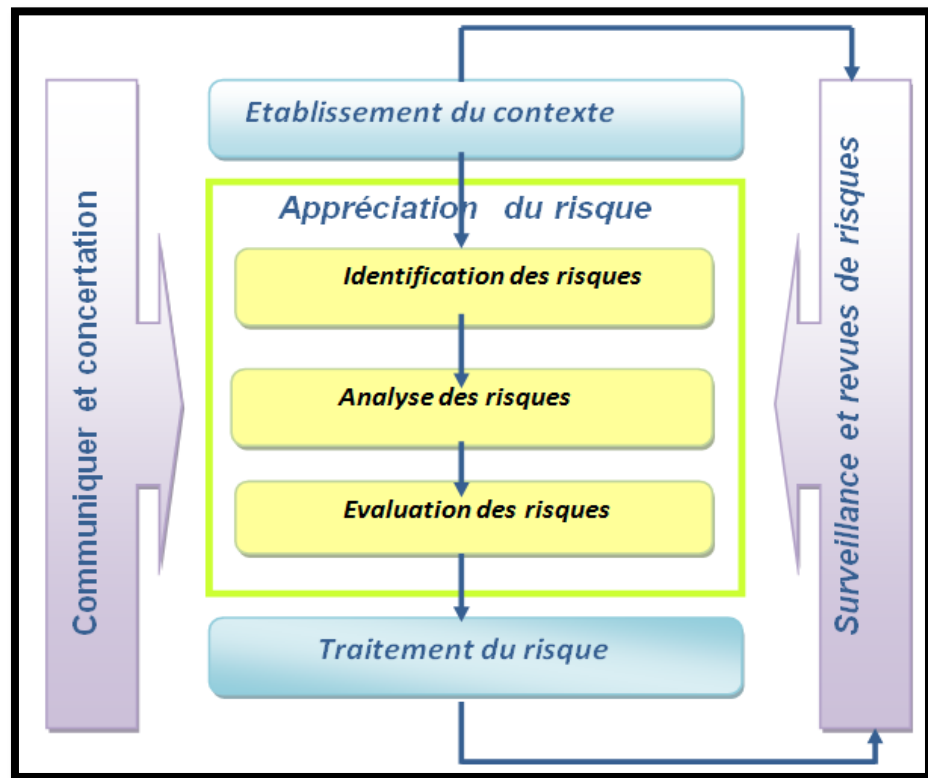 Etablissement du contexte
Appréciation du risque
Identification des risques
Analyse des risques
Evaluation des risques
Traitement du risque
Communiquer et concertation
Surveillance et revues de risques